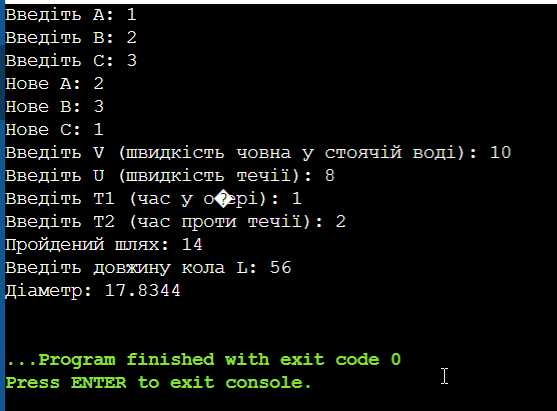 Введіть A: 1
Введіть B: 2
Введіть C: 3
Нове A: 2
Нове B: 3
Нове C: 1
Введіть V (швидкість човна у стоячій воді): 10
Введіть U (швидкість течії): 8
Введіть T1 (час у о�ері): 1
Введіть T2 (час проти течії): 2
Пройдений шлях: 14
Введіть довжину кола L: 56
Діаметр: 17.8344
...Program finished with exit code 0
Press ENTER to exit console.